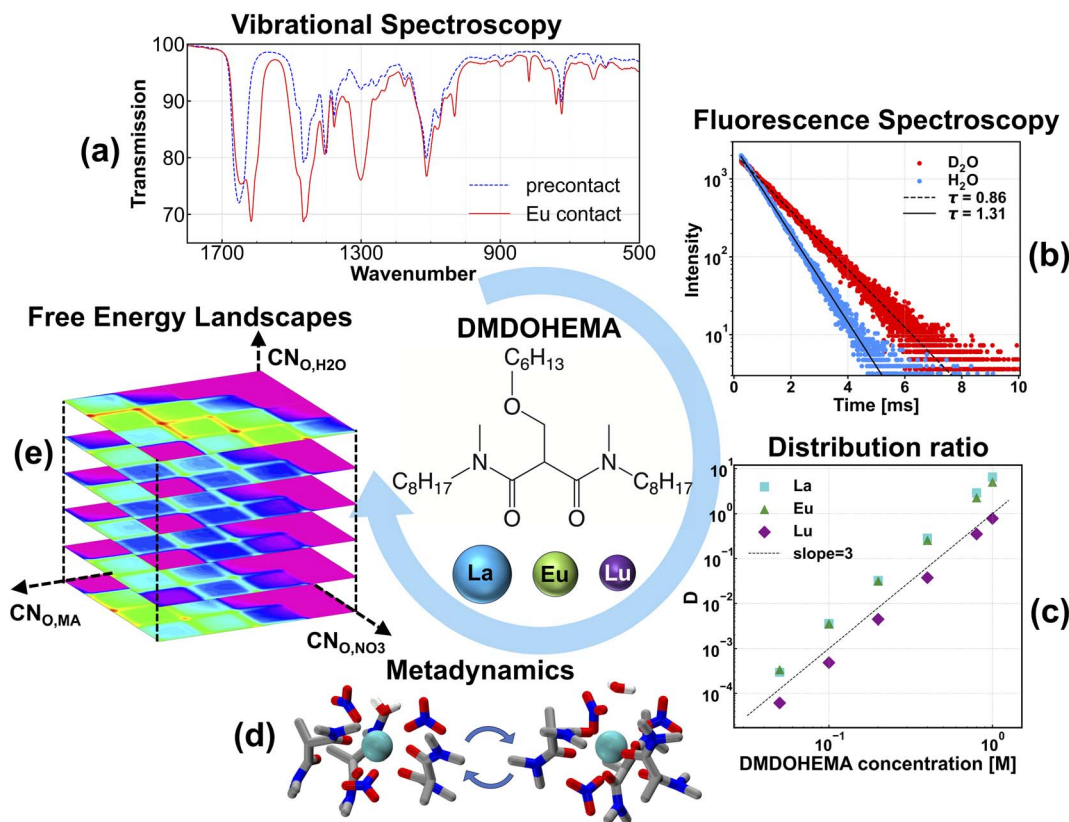 Vibrational Spectroscopy
(a)
Transmission
100
90
80
70
precontact
Eu contact
1700 1300 900 500
Wavenumber
Fluorescence Spectroscopy
(b)
Intensity
10³
10²
10¹
D₂O
H₂O
τ = 0.86
τ = 1.31
0 2 4 6 8 10
Time [ms]
Free Energy Landscapes
(e)
CN_O,H2O
CN_O,MA
CN_O,NO3
DMDOHEMA
C₆H₁₃
O
N
N
C₈H₁₇
C₈H₁₇
O
O
La
Eu
Lu
Distribution ratio
(c)
D
10¹
10⁰
10⁻¹
10⁻²
10⁻³
10⁻⁴
La
Eu
Lu
slope=3
10⁻¹ 10⁰
DMDOHEMA concentration [M]
Metadynamics
(d)